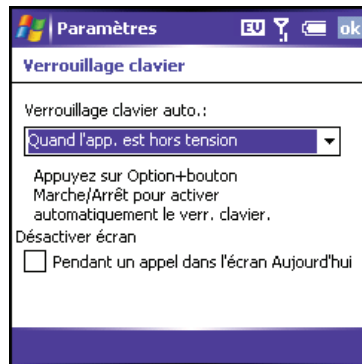 Paramètres EV ok
Verrouillage clavier
Verrouillage clavier auto.:
Quand l'app. est hors tension
Appuyez sur Option+bouton
Marche/Arrêt pour activer
automatiquement le verr. clavier.
Désactiver écran
Pendant un appel dans l'écran Aujourd'hui